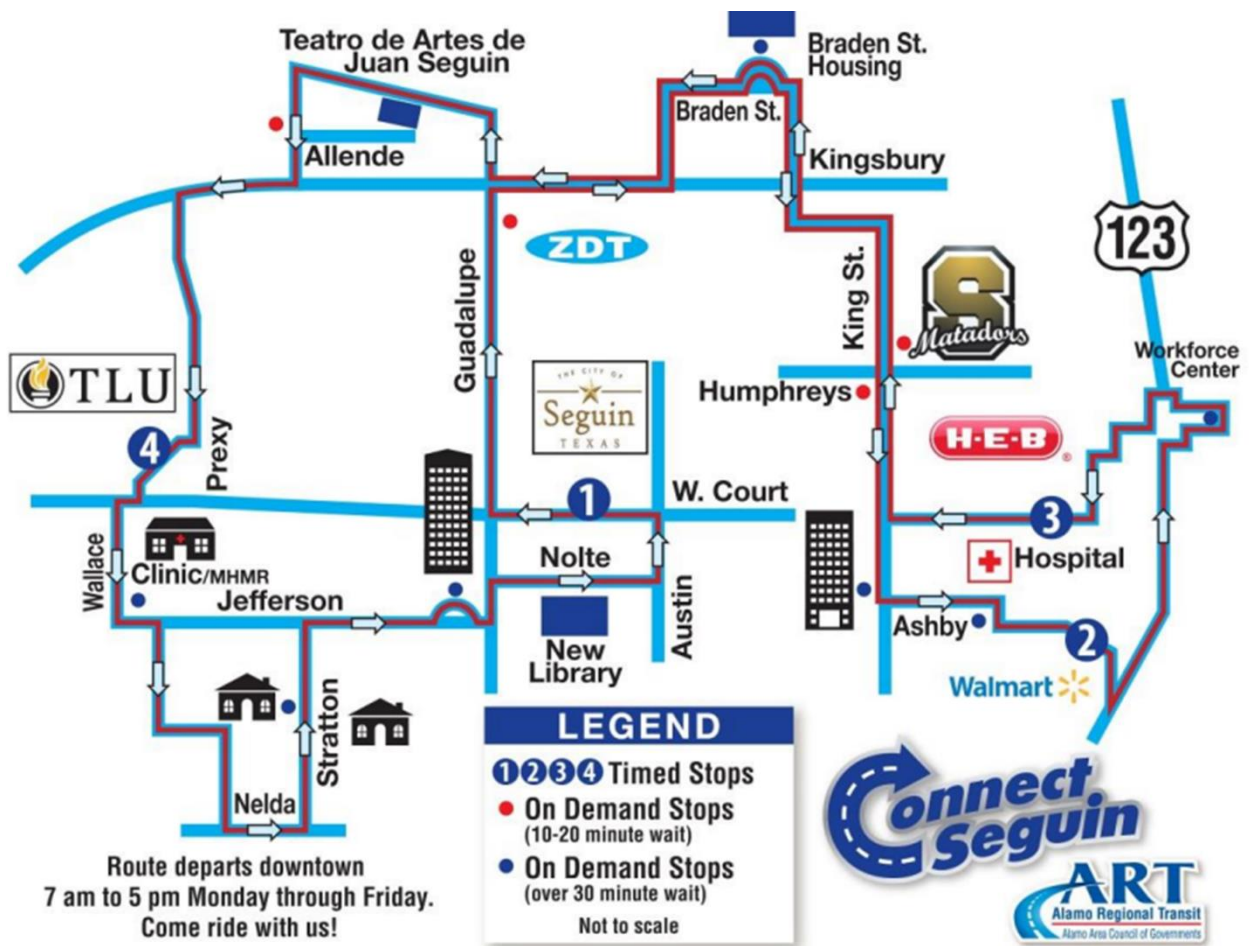 Teatro de Artes de
Juan Seguin
Braden St.
Housing
Braden St.
Allende
Kingsbury
ZDT
123
Guadalupe
King St.
S
Matadors
Workforce
Center
TLU
THE CITY OF
Seguin
TEXAS
Humphreys
H-E-B
®
4
Prexy
1
W. Court
3
Wallace
Clinic/MHMR
Nolte
Hospital
Jefferson
New
Library
Austin
Ashby
2
Walmart
Stratton
Nelda
LEGEND
1 2 3 4 Timed Stops
On Demand Stops
(10-20 minute wait)
On Demand Stops
(over 30 minute wait)
Not to scale
Route departs downtown
7 am to 5 pm Monday through Friday.
Come ride with us!
Connect
Seguin
ART
Alamo Regional Transit
Alamo Area Council of Governments